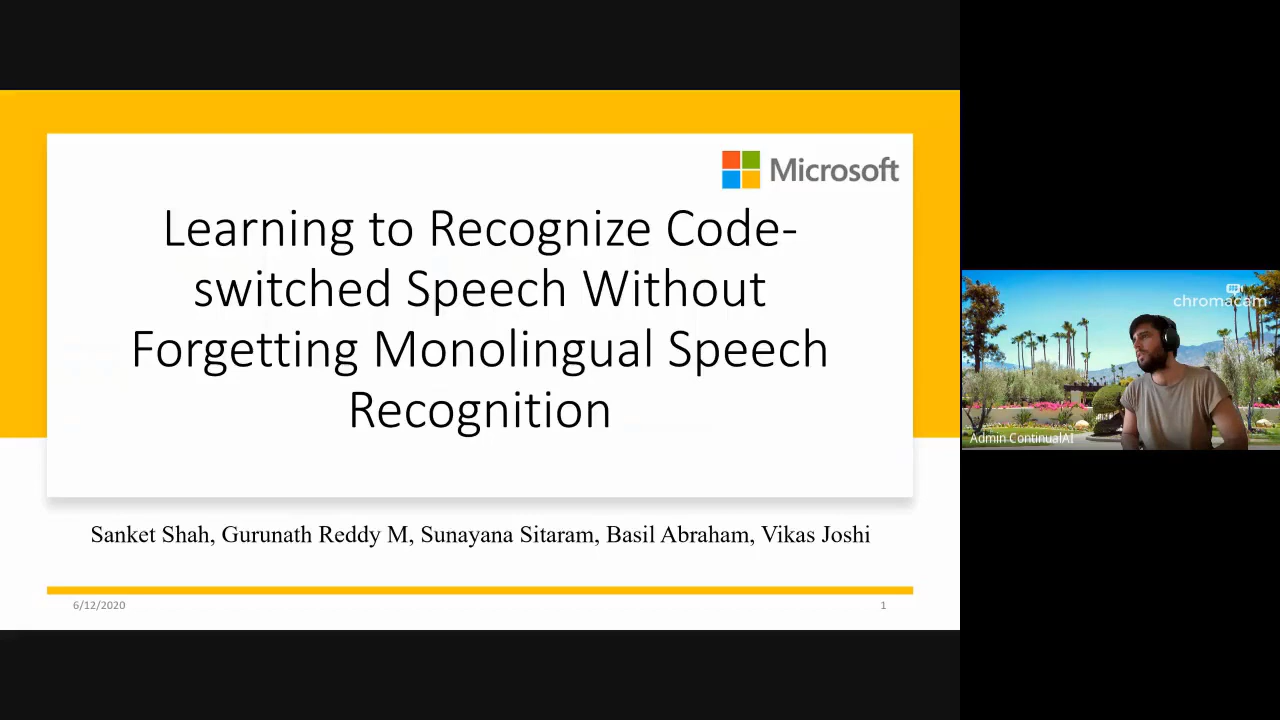 Microsoft
Learning to Recognize Code-
switched Speech Without
Forgetting Monolingual Speech
Recognition
Sanket Shah, Gurunath Reddy M, Sunayana Sitaram, Basil Abraham, Vikas Joshi
6/12/2020
1
chromacam
Admin ContinualAI